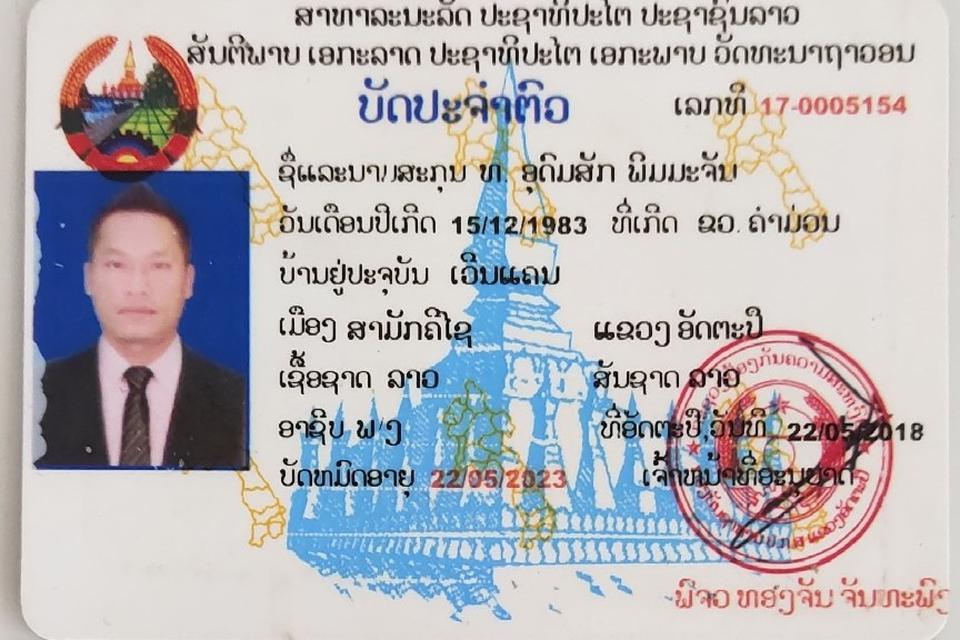 ສາທາລະນະລັດ ປະຊາທິປະໄຕ ປະຊາຊົນລາວ
ສັນຕິພາບ ເອກະລາດ ປະຊາທິປະໄຕ ເອກະພາບ ວັດທະນາຖາວອນ
ບັດປະຈຳຕົວ ເລກທີ 17-0005154
ຊື່ແລະນາມສະກຸນ ທ. ອຸດົມສັກ ພິມມະຈັນ
ວັນເດືອນປີເກີດ 15/12/1983 ທີ່ເກີດ ຂວ. ຄຳມ່ວນ
ບ້ານຢູ່ປະຈຸບັນ ເວີນແຄນ
ເມືອງ ສາມັກຄີໄຊ ແຂວງ ອັດຕະປື
ເຊື້ອຊາດ ລາວ ສັນຊາດ ລາວ
ອາຊີບ ພ/ງ ທີ່ອັດຕະປື,ວັນທີ 22/05/2018
ບັດຫມົດອາຍຸ 22/05/2023 ເຈົ້າຫນ້າທີ່ອະນຸຍາດ
ພົຈວ ທອງຈັນ ຈັນທະພົງ